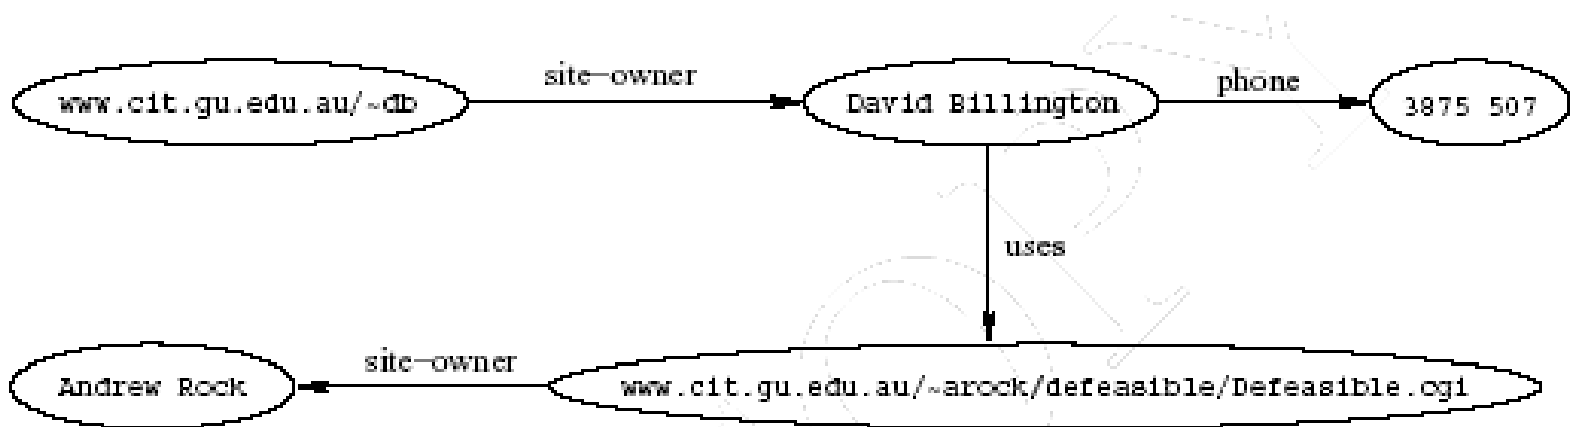 site-owner
phone
www.cit.gu.edu.au/~db
David Billington
3875 507
uses
site-owner
Andrew Rock
www.cit.gu.edu.au/~arock/defeasible/Defeasible.cgi